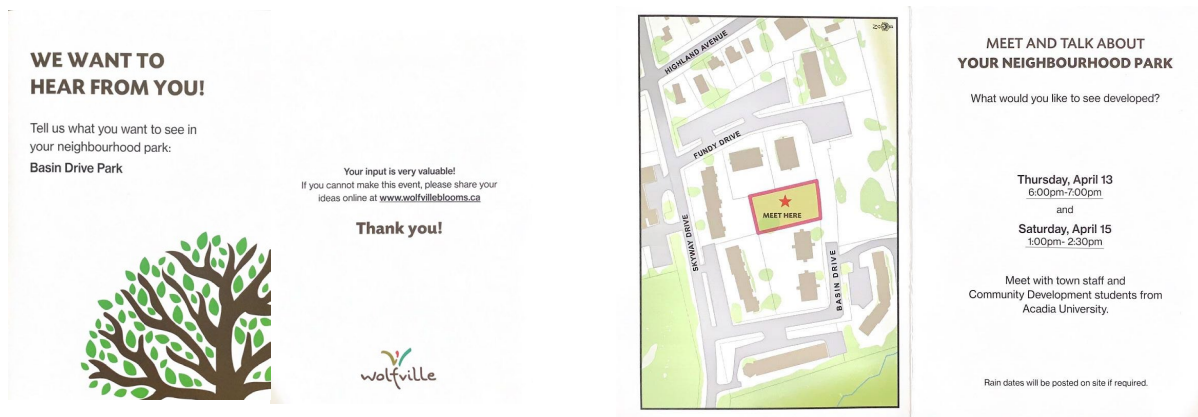 WE WANT TO
HEAR FROM YOU!
Tell us what you want to see in
your neighbourhood park:
Basin Drive Park
Your input is very valuable!
If you cannot make this event, please share your
ideas online at www.wolfvilleblooms.ca
Thank you!
wolfville
HIGHLAND AVENUE
FUNDY DRIVE
MEET HERE
SKYWAY DRIVE
BASIN DRIVE
MEET AND TALK ABOUT
YOUR NEIGHBOURHOOD PARK
What would you like to see developed?
Thursday, April 13
6:00pm-7:00pm
and
Saturday, April 15
1:00pm- 2:30pm
Meet with town staff and
Community Development students from
Acadia University.
Rain dates will be posted on site if required.